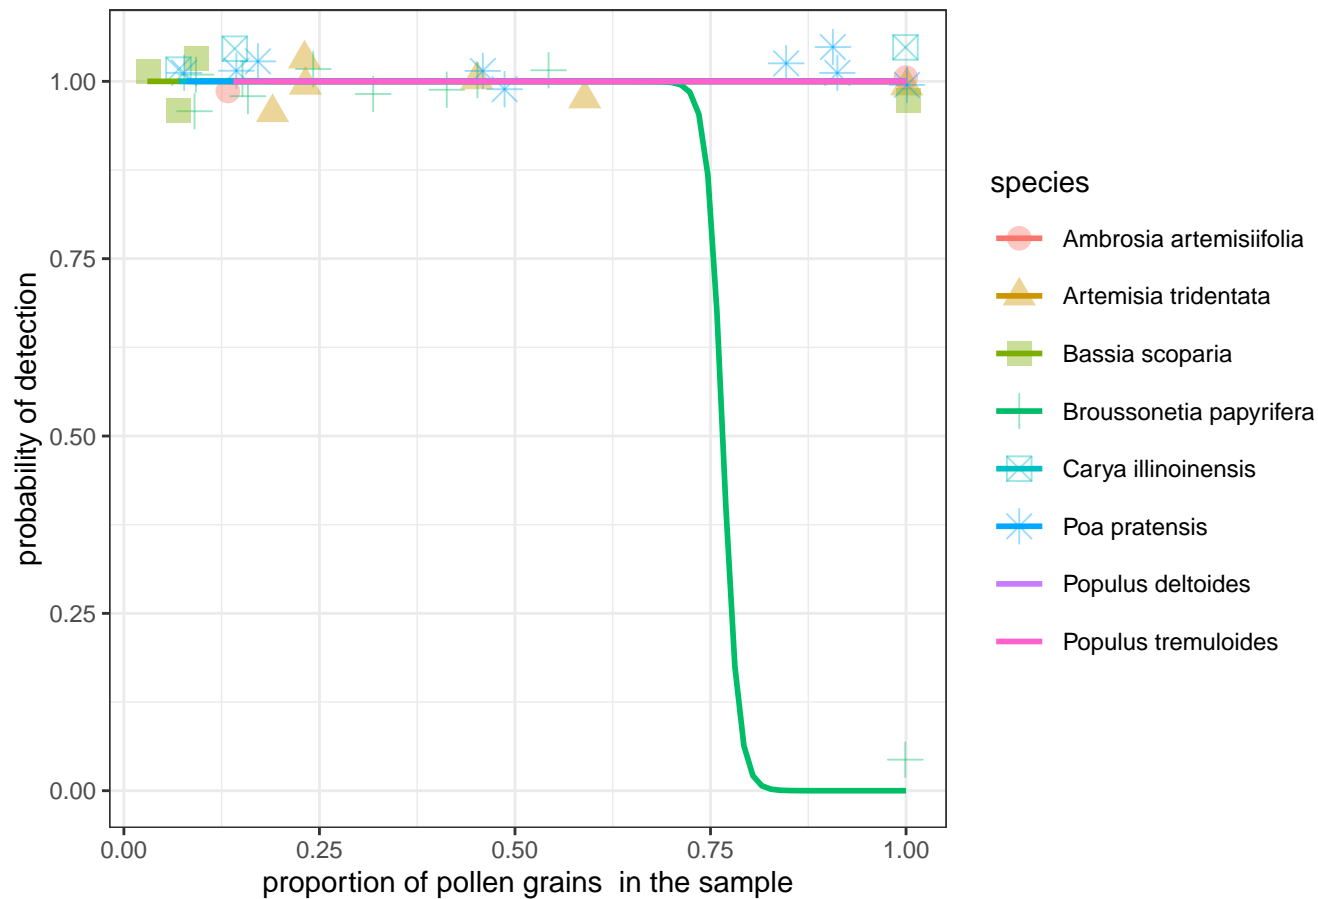 1.00
0.75
0.50
0.25
0.00
probability of detection
0.00 0.25 0.50 0.75 1.00
proportion of pollen grains  in the sample
species
Ambrosia artemisiifolia
Artemisia tridentata
Bassia scoparia
Broussonetia papyrifera
Carya illinoinensis
Poa pratensis
Populus deltoides
Populus tremuloides